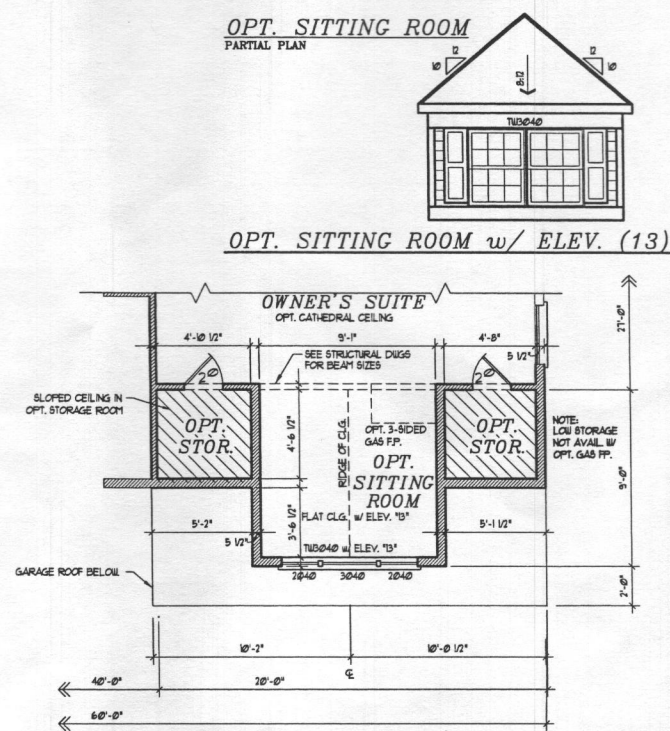 OPT. SITTING ROOM
PARTIAL PLAN
12
10
12
10
8:12
TW3040
OPT. SITTING ROOM w/ ELEV. (13)
OWNER'S SUITE
OPT. CATHEDRAL CEILING
4'-10 1/2"
9'-1"
4'-8"
5 1/2"
27'-0"
SEE STRUCTURAL DWGS
FOR BEAM SIZES
2⁰
2⁰
SLOPED CEILING IN
OPT. STORAGE ROOM
OPT.
STOR.
4'-6 1/2"
RIDGE OF CLG.
OPT. 3-SIDED
GAS F.P.
OPT.
SITTING
ROOM
OPT.
STOR.
NOTE:
LOW STORAGE
NOT AVAIL. W/
OPT. GAS FP.
9'-0"
FLAT CLG. w/ ELEV. "13"
5'-2"
3'-6 1/2"
5'-1 1/2"
5 1/2"
TW3040 w/ ELEV. "13"
2040
3040
2040
GARAGE ROOF BELOW
2'-0"
10'-2"
10'-0 1/2"
℄
40'-0"
20'-0"
60'-0"